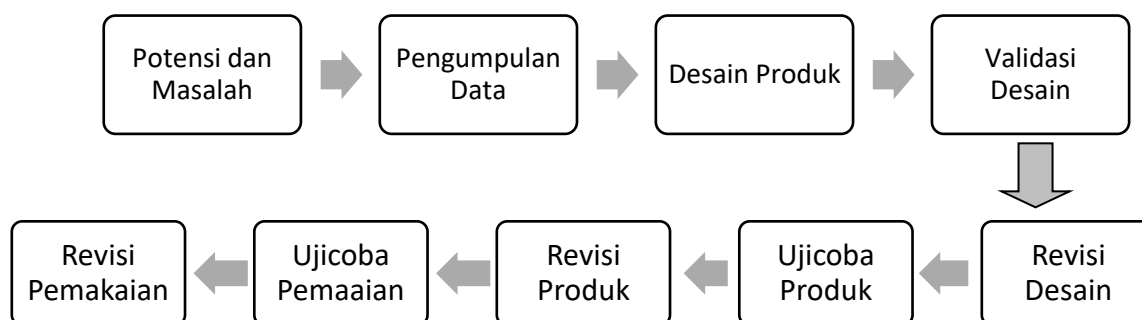 Potensi dan
Masalah
Pengumpulan
Data
Desain Produk
Validasi
Desain
Revisi
Pemakaian
Ujicoba
Pemaaian
Revisi
Produk
Ujicoba
Produk
Revisi
Desain